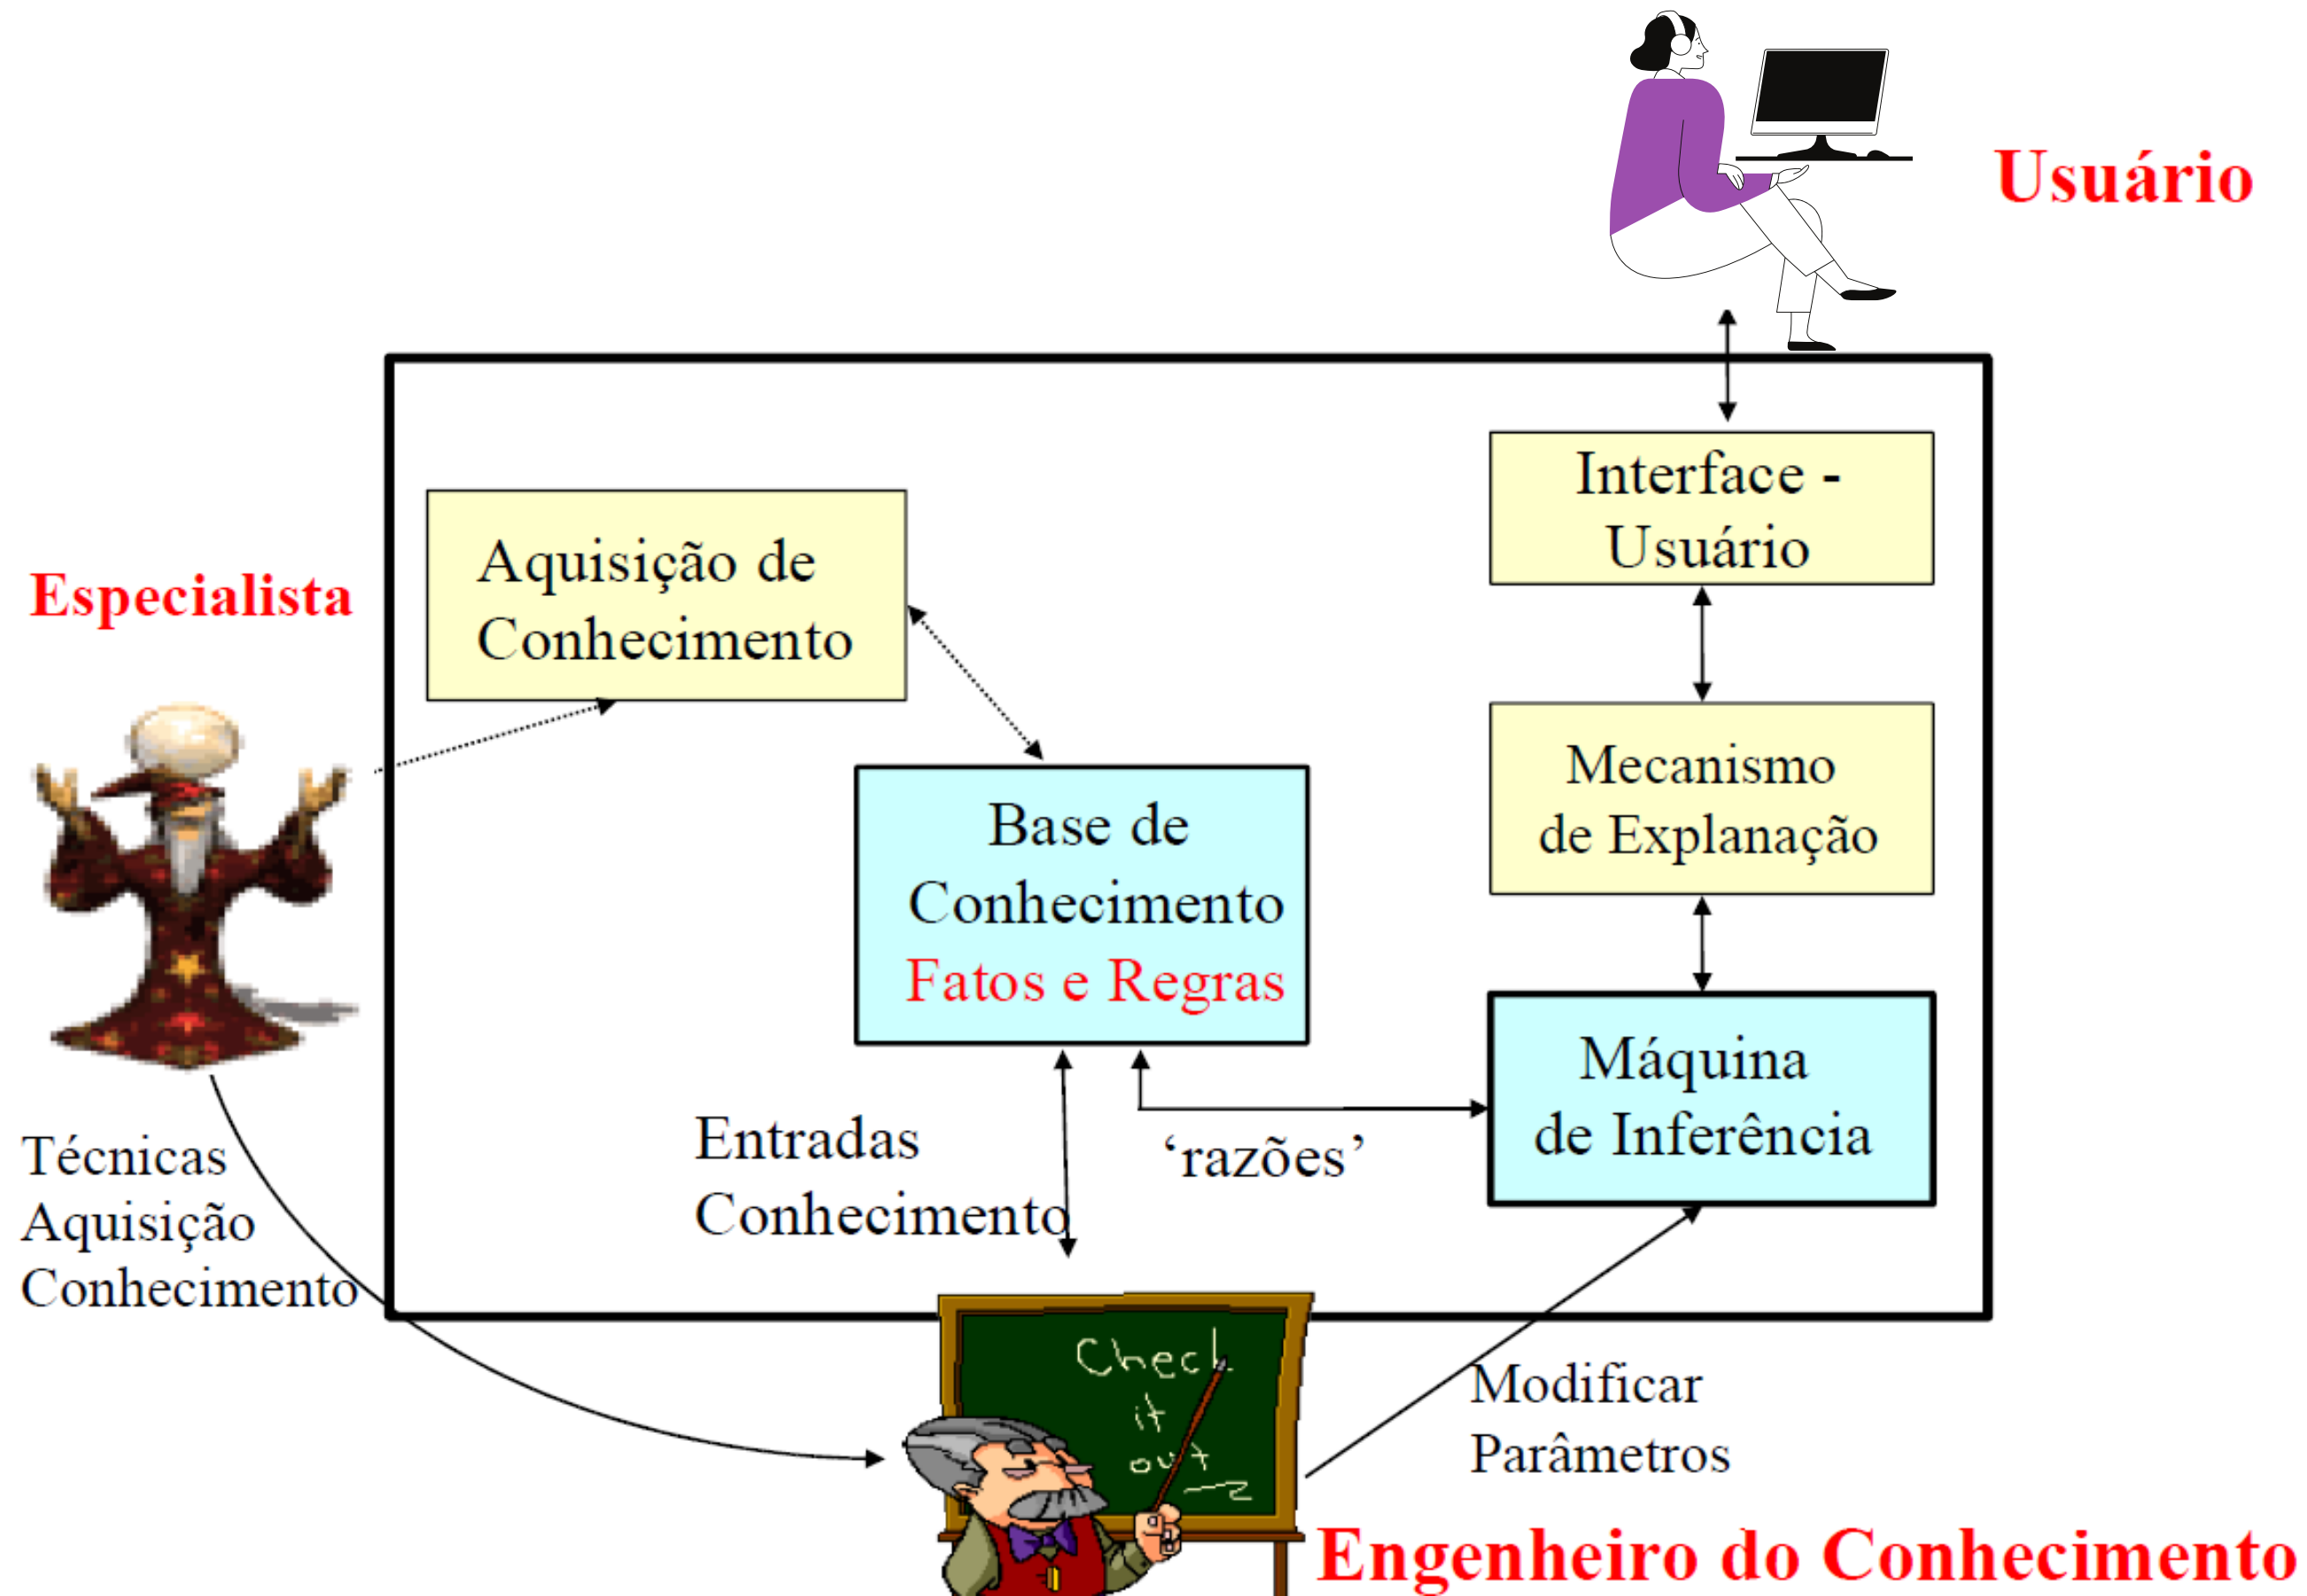 Usuário
Interface -
Usuário
Aquisição de
Conhecimento
Especialista
Mecanismo
de Explanação
Base de
Conhecimento
Fatos e Regras
Máquina
de Inferência
Entradas
Conhecimento
‘razões’
Técnicas
Aquisição
Conhecimento
Check
it
out
Modificar
Parâmetros
Engenheiro do Conhecimento